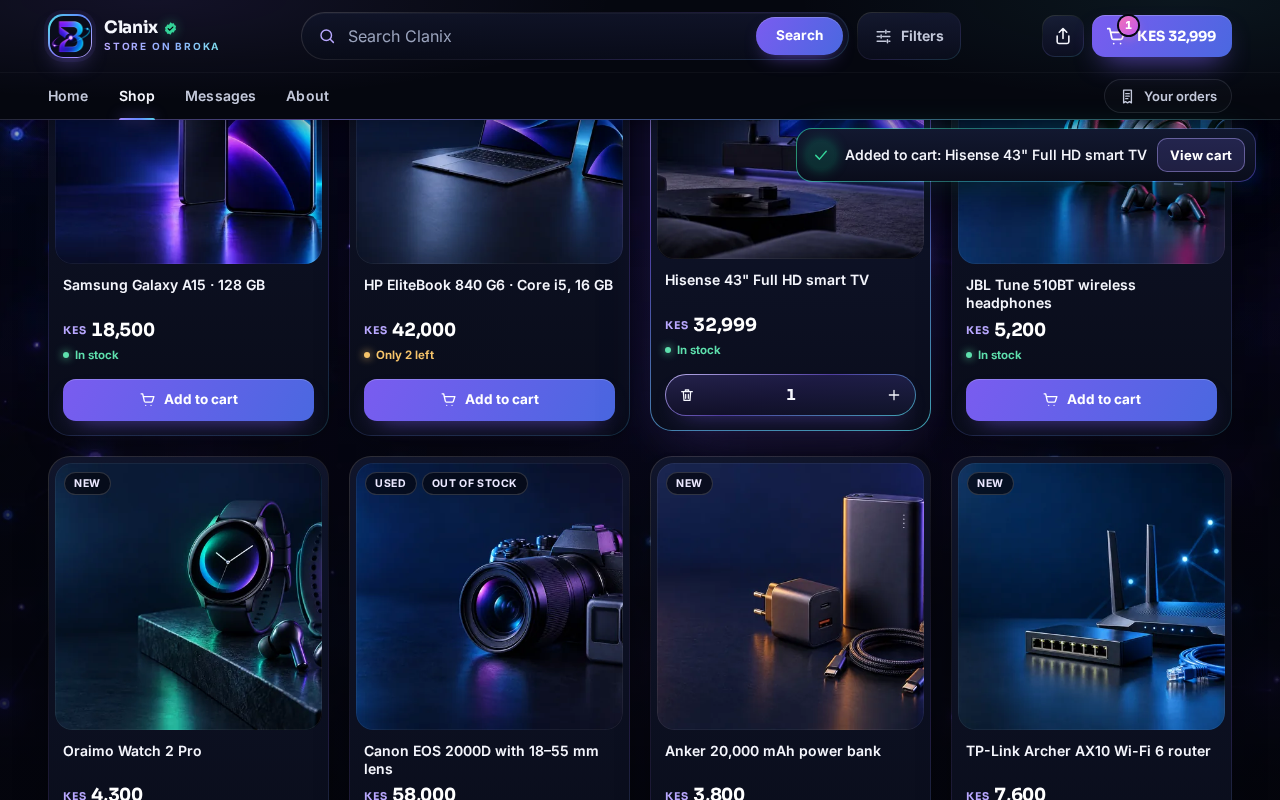 Clanix
STORE ON BROKA
Search Clanix
Search
Filters
1
KES 32,999
Home
Shop
Messages
About
Your orders
Added to cart: Hisense 43" Full HD smart TV
View cart
Samsung Galaxy A15 · 128 GB
KES 18,500
In stock
Add to cart
HP EliteBook 840 G6 · Core i5, 16 GB
KES 42,000
Only 2 left
Add to cart
Hisense 43" Full HD smart TV
KES 32,999
In stock
1
JBL Tune 510BT wireless
headphones
KES 5,200
In stock
Add to cart
NEW
Oraimo Watch 2 Pro
KES 4,300
USED
OUT OF STOCK
Canon EOS 2000D with 18–55 mm
lens
KES 58,000
NEW
Anker 20,000 mAh power bank
KES 3,800
NEW
TP-Link Archer AX10 Wi-Fi 6 router
KES 7,600